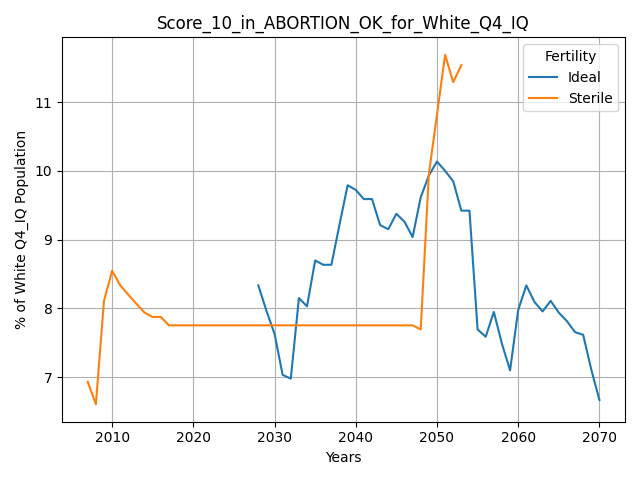 Score_10_in_ABORTION_OK_for_White_Q4_IQ
% of White Q4_IQ Population
11
10
9
8
7
Fertility
Ideal
Sterile
2010 2020 2030 2040 2050 2060 2070
Years